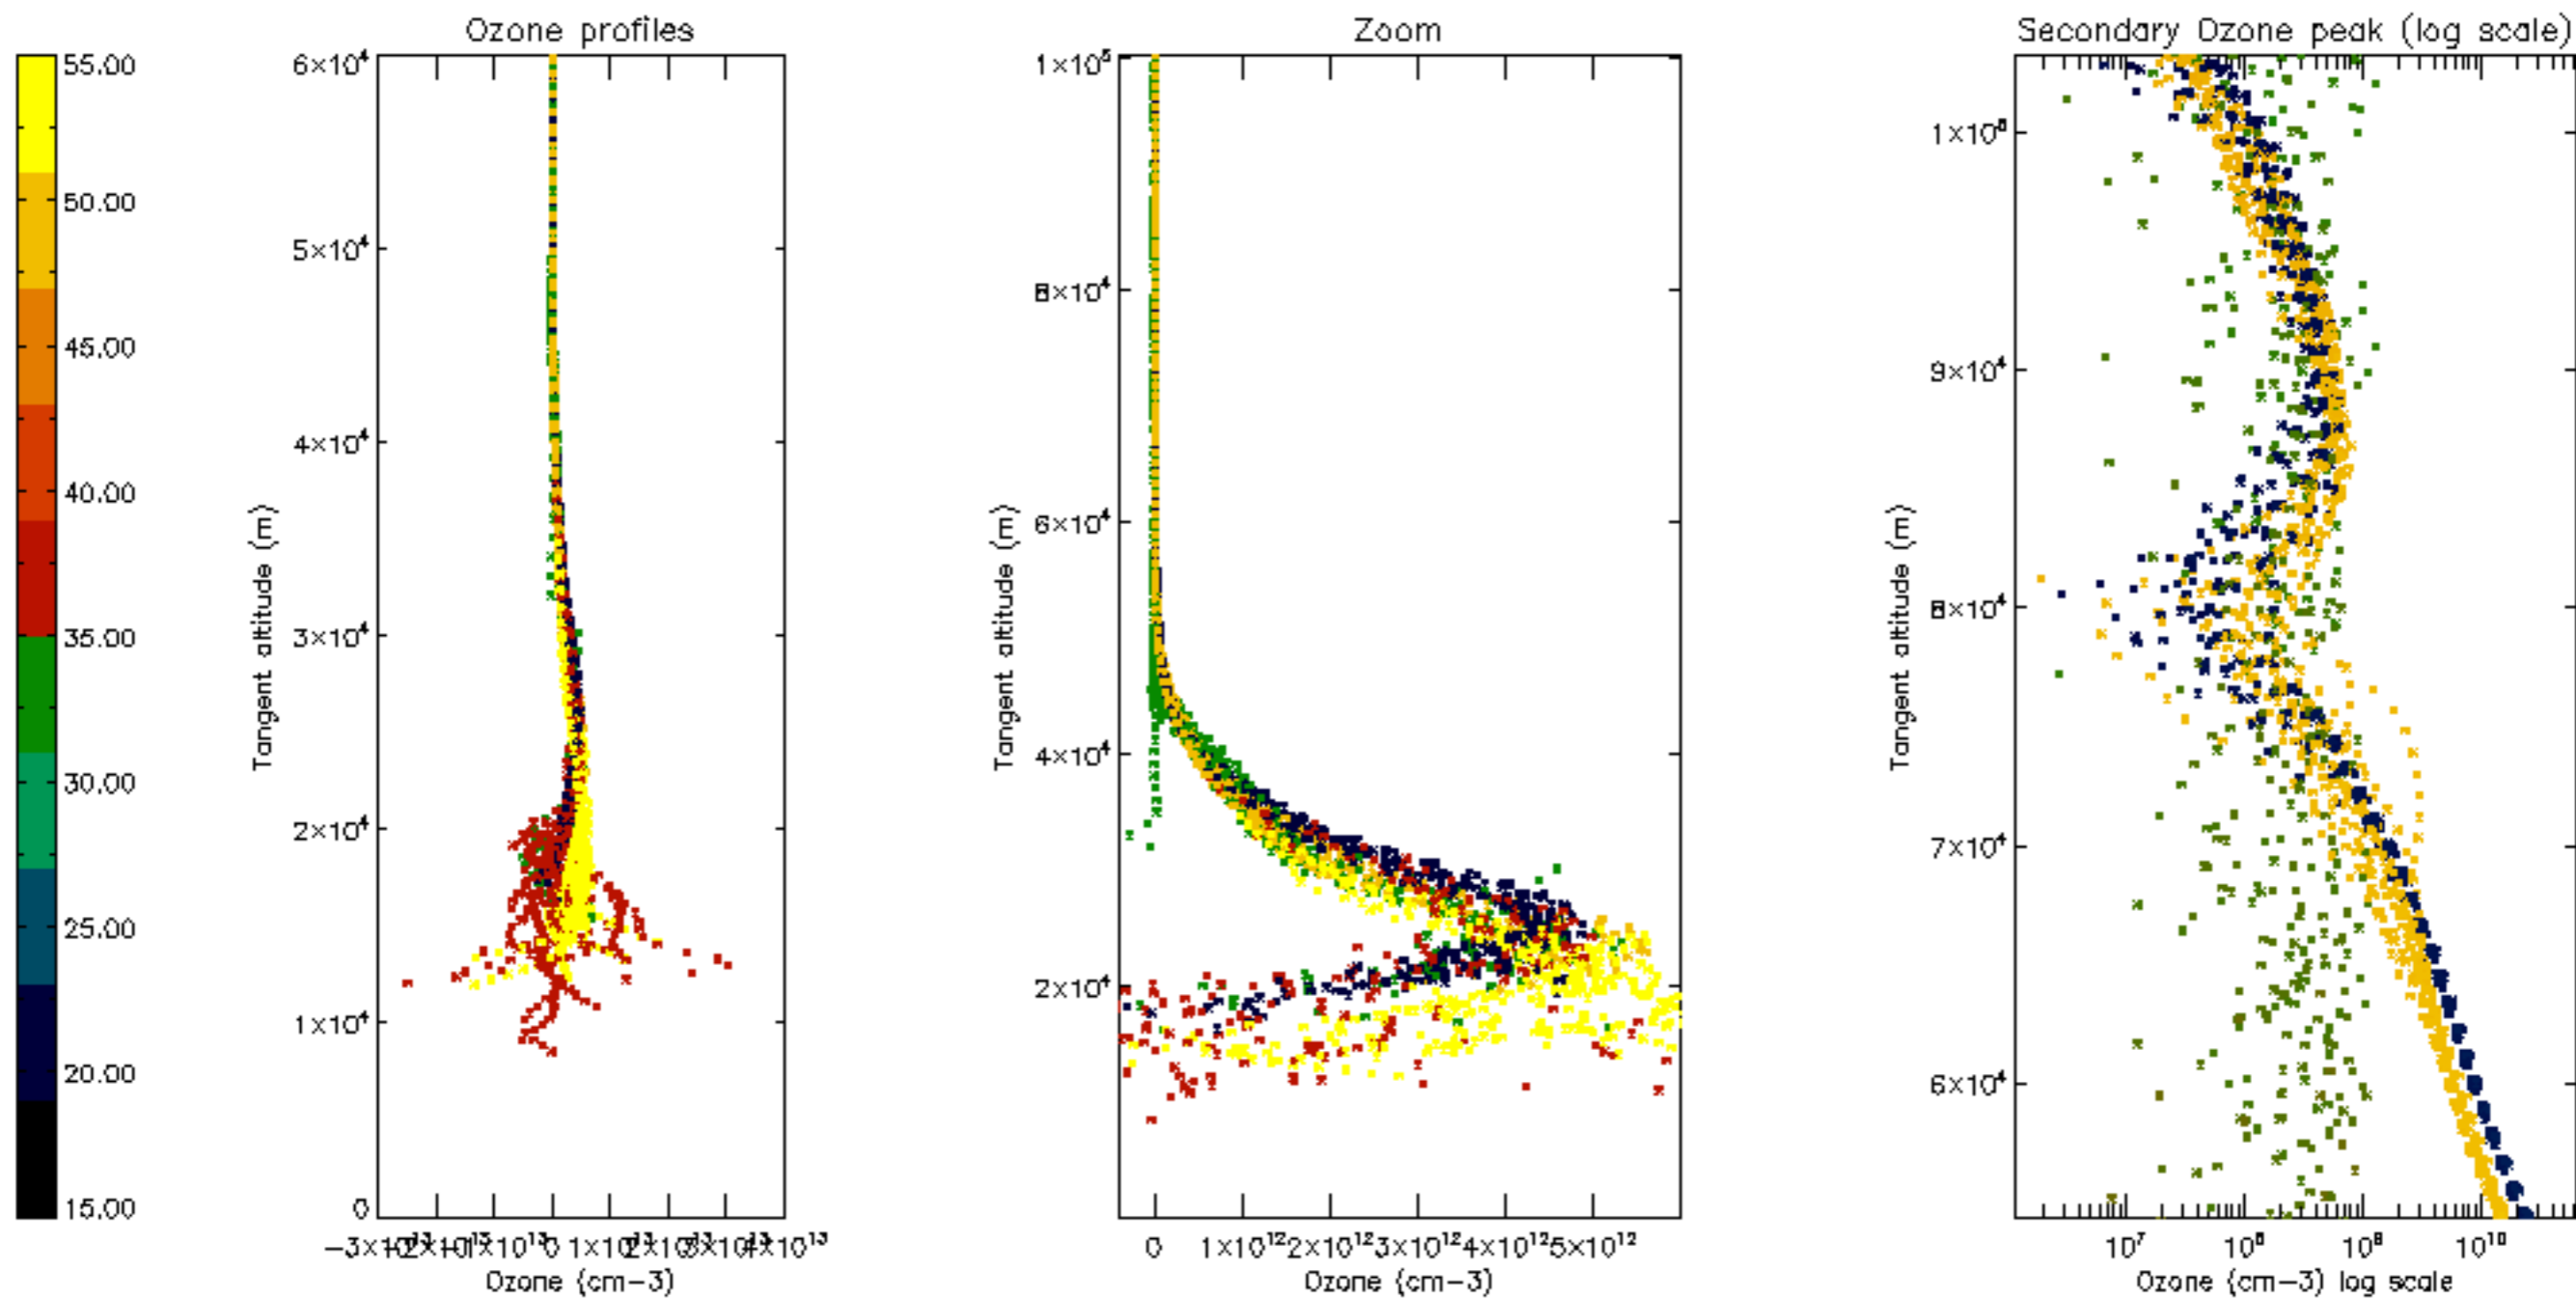 Ozone profiles
Zoom
Secondary Ozone peak (log scale)
55.00
50.00
45.00
40.00
35.00
30.00
25.00
20.00
15.00
6×10⁴
5×10⁴
4×10⁴
3×10⁴
2×10⁴
1×10⁴
0
Tangent altitude (m)
0 1×10¹³ 4×10¹³
Ozone (cm-3)
1×10⁵
8×10⁴
6×10⁴
4×10⁴
2×10⁴
Tangent altitude (m)
0 1×10¹² 2×10¹² 3×10¹² 4×10¹² 5×10¹²
Ozone (cm-3)
9×10⁴
8×10⁴
7×10⁴
6×10⁴
Tangent altitude (m)
10⁷ 10⁸ 10⁹ 10¹⁰
Ozone (cm-3) log scale